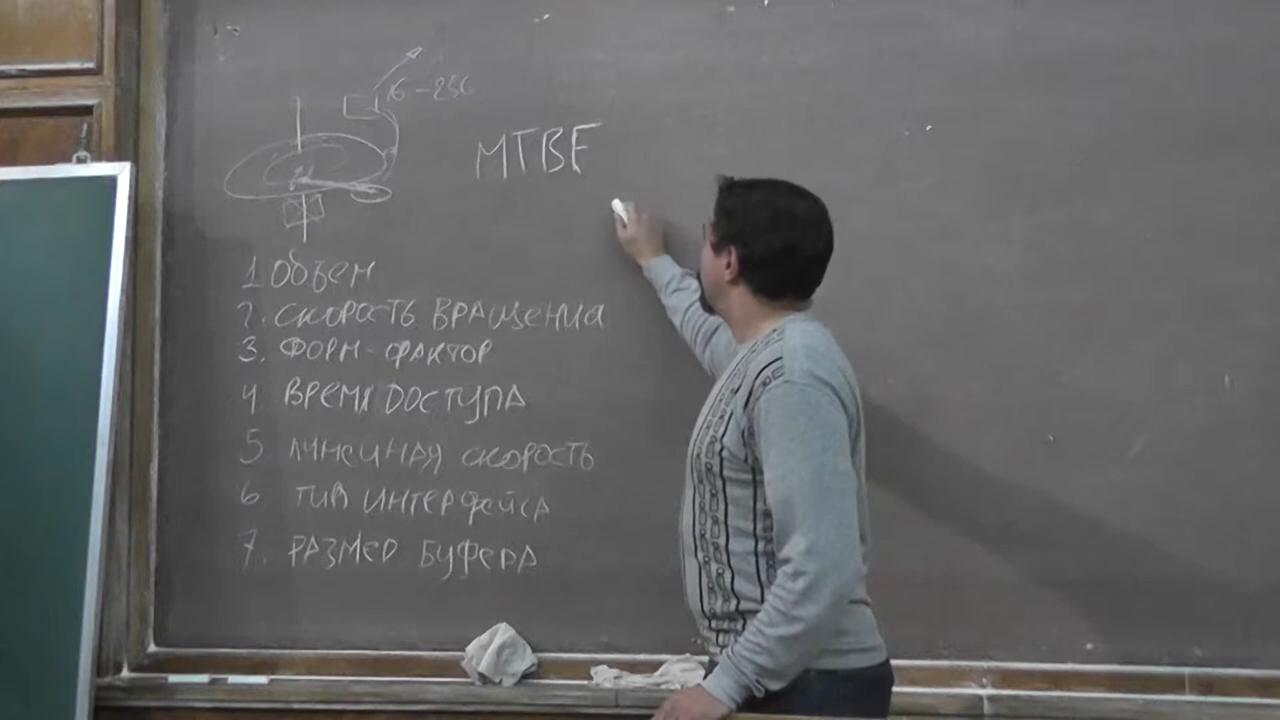 16-256
MTBF
1 Объем
2. СКОРОСТЬ ВРАЩЕНИЯ
3. ФОРМ-ФАКТОР
4. ВРЕМЯ ДОСТУПА
5 ЛИНЕЙНАЯ СКОРОСТЬ
6 ТИП ИНТЕРФЕЙСА
7. РАЗМЕР БУФЕРА